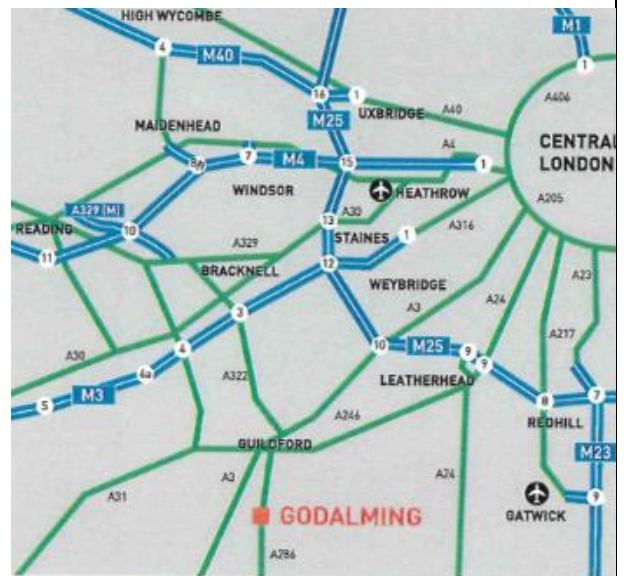 HIGH WYCOMBE
M1
4
M40
1
16
1
A406
M25
UXBRIDGE
A40
MAIDENHEAD
A4
CENTRAL
LONDON
7
M4
15
1
WINDSOR
HEATHROW
A205
A329 [M]
A30
13
A316
READING
10
STAINES
1
A329
11
BRACKNELL
12
A23
WEYBRIDGE
A3
A24
3
A217
10
M25
9
4
9
A30
LEATHERHEAD
6a
A322
M3
8
7
5
A246
REDHILL
GUILDFORD
M23
A3
A24
A31
9
GODALMING
GATWICK
A286